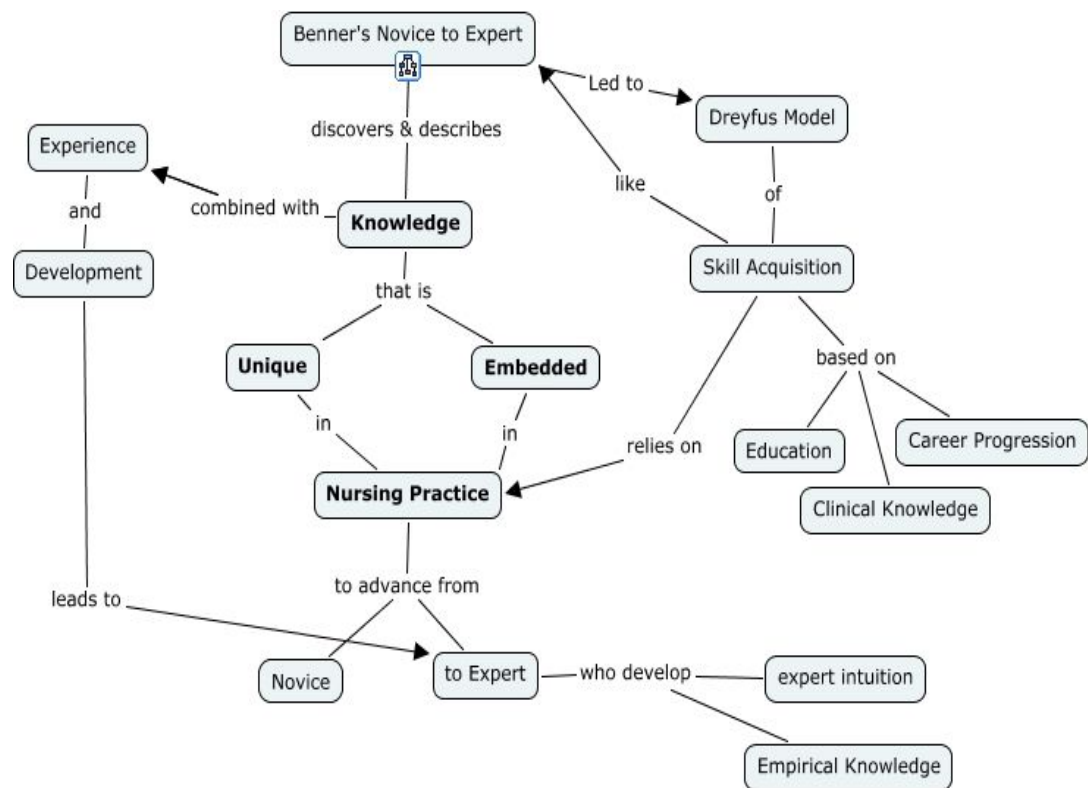 Benner's Novice to Expert
Led to
Dreyfus Model
discovers & describes
Experience
like
of
and
combined with
Knowledge
Development
Skill Acquisition
that is
Unique
Embedded
based on
in
in
relies on
Education
Career Progression
Nursing Practice
Clinical Knowledge
to advance from
leads to
Novice
to Expert
who develop
expert intuition
Empirical Knowledge